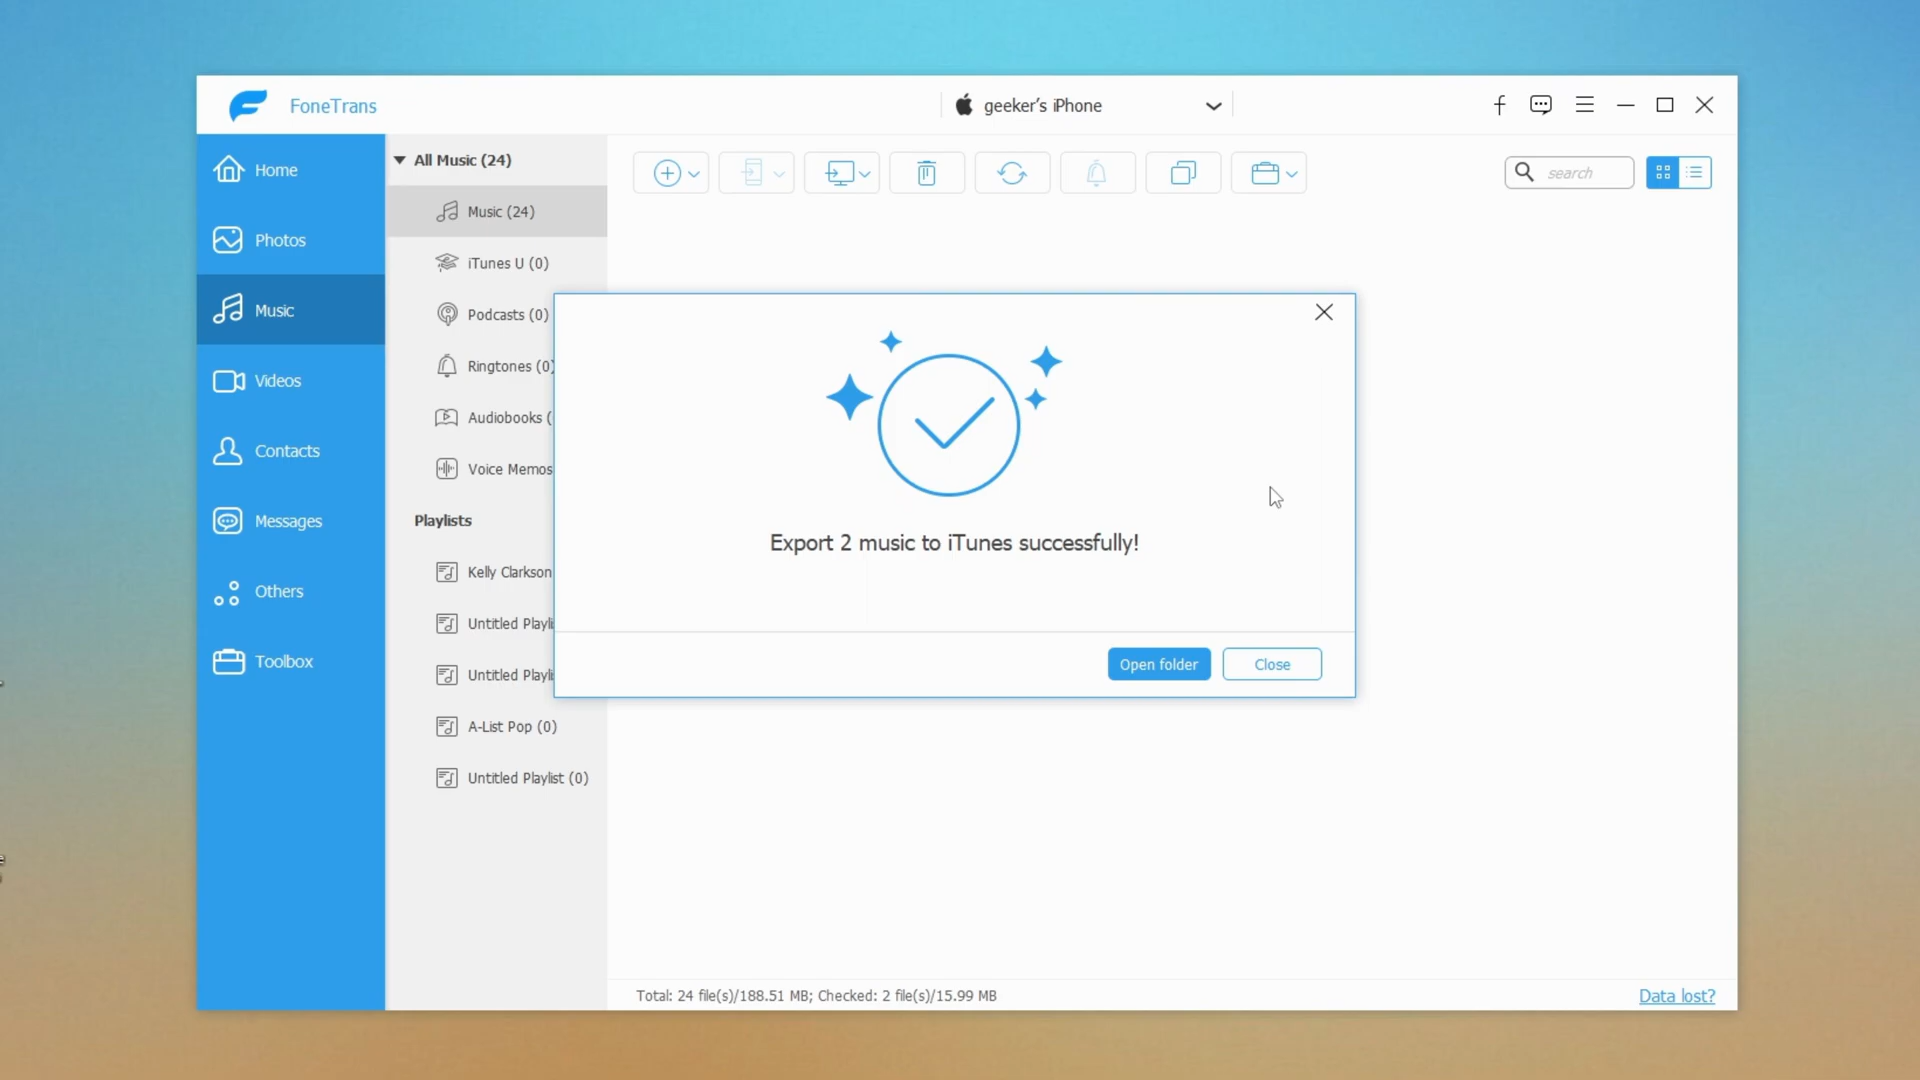 FoneTrans
geeker's iPhone
Home
Photos
Music
Videos
Contacts
Messages
Others
Toolbox
All Music (24)
Music (24)
iTunes U (0)
Podcasts (0)
Ringtones (0)
Audiobooks (
Voice Memos
Playlists
Kelly Clarkson
Untitled Playli
Untitled Playli
A-List Pop (0)
Untitled Playlist (0)
search
Export 2 music to iTunes successfully!
Open folder
Close
Total: 24 file(s)/188.51 MB; Checked: 2 file(s)/15.99 MB
Data lost?